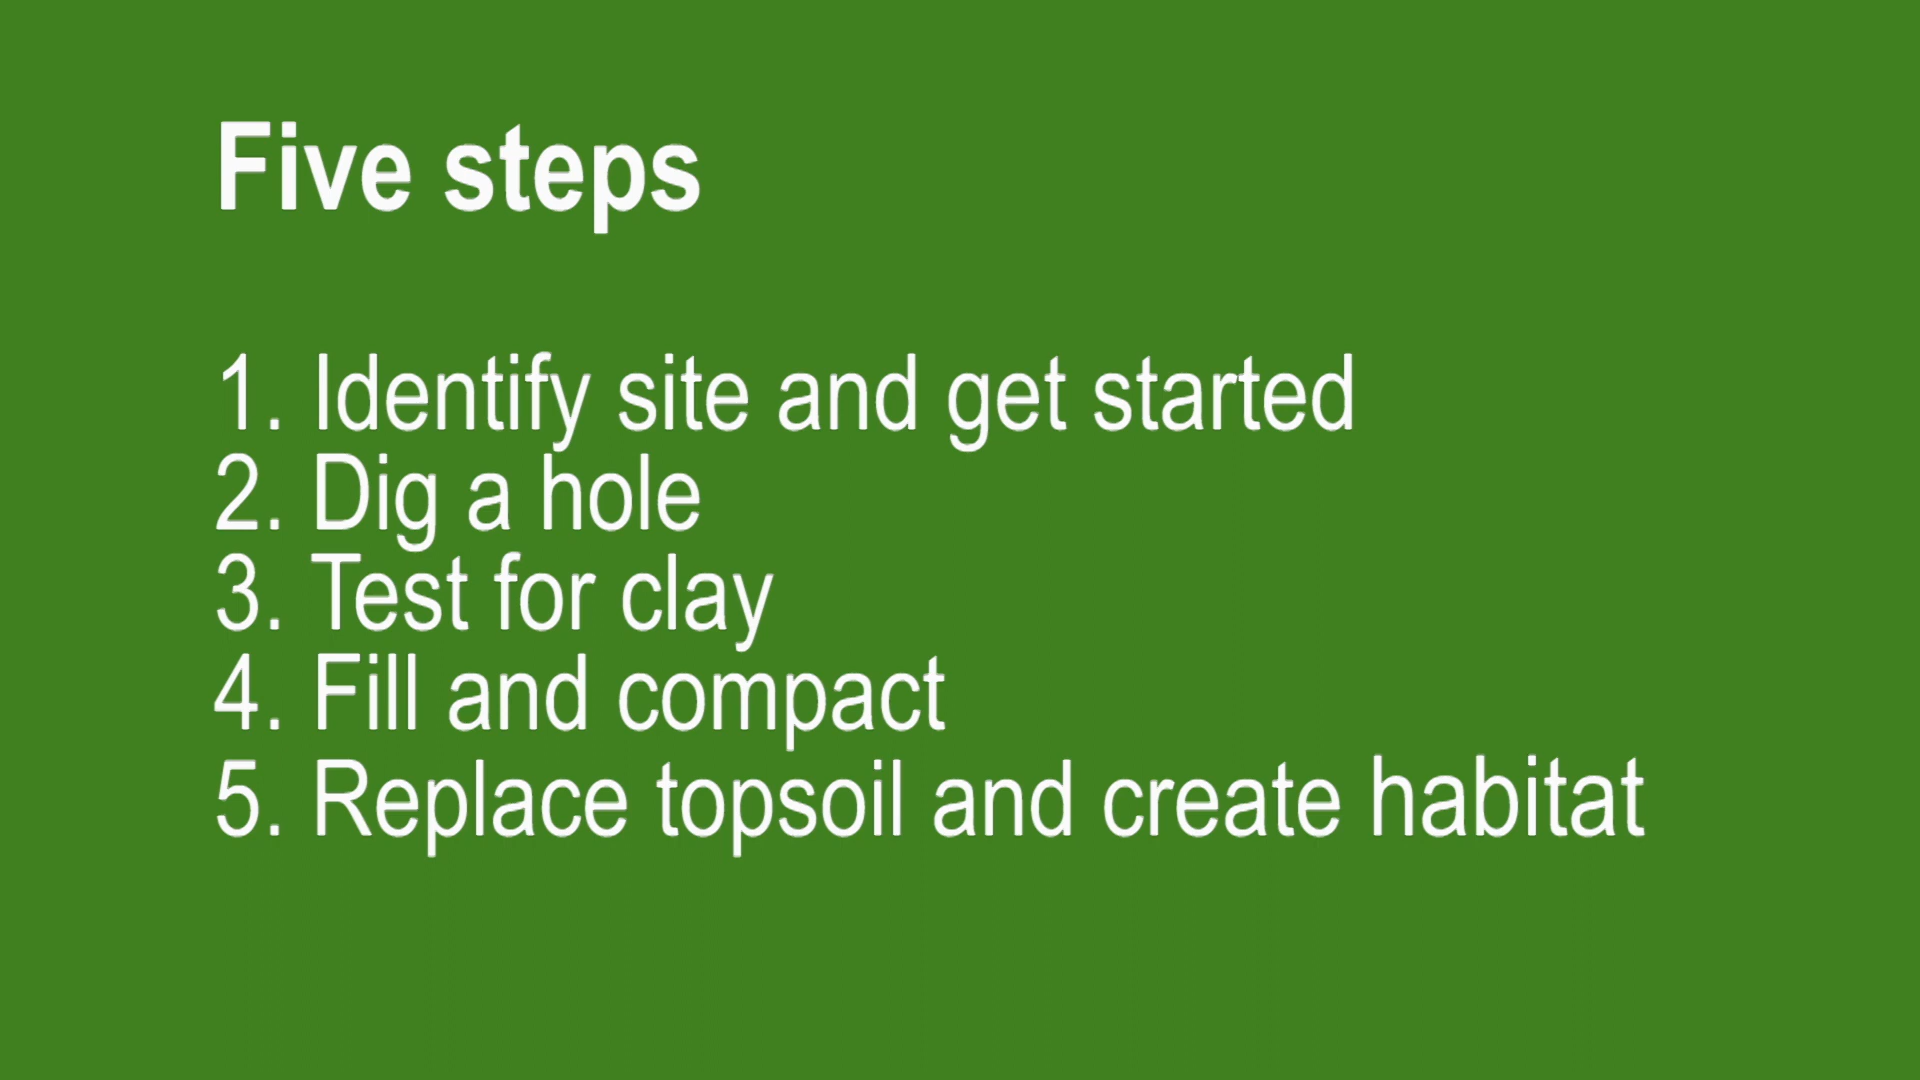 Five steps
1. Identify site and get started
2. Dig a hole
3. Test for clay
4. Fill and compact
5. Replace topsoil and create habitat